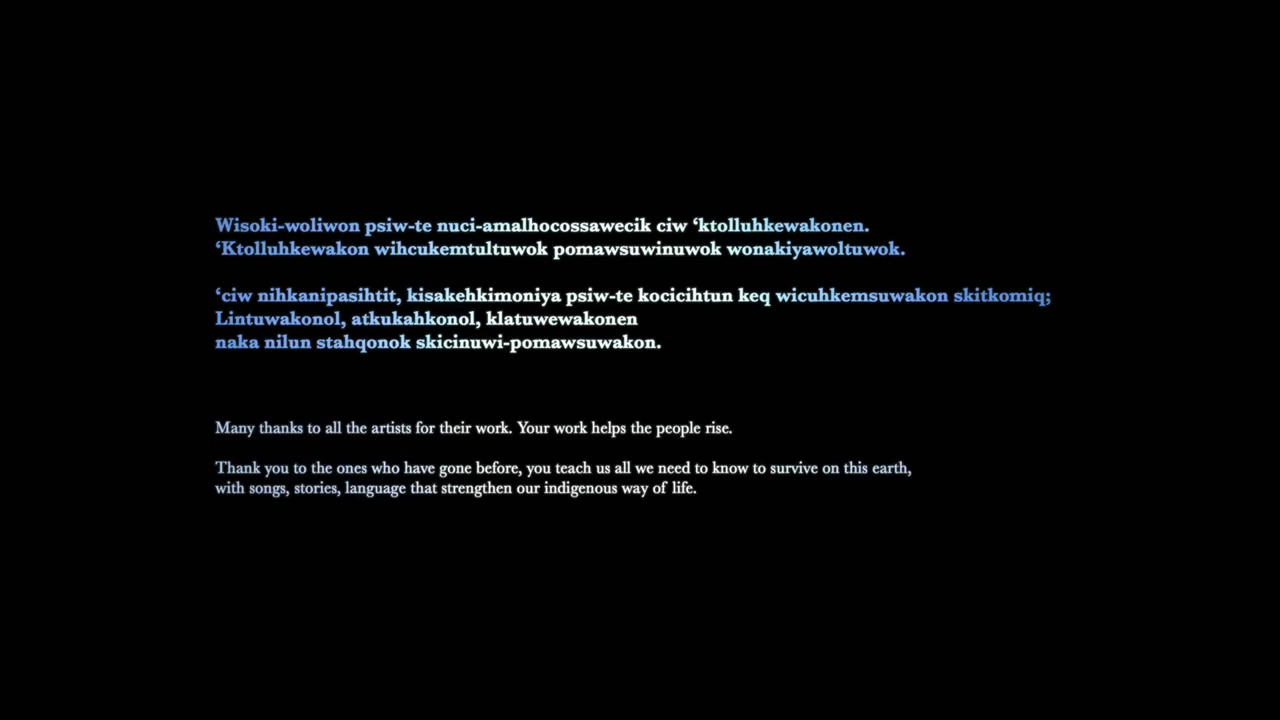 Wisoki-woliwon psiw-te nuci-amalhocossawecik ciw ‘ktolluhkewakonen.
‘Ktolluhkewakon wihcukemtultuwok pomawsuwinuwok wonakiyawoltuwok.
‘ciw nihkanipasihtit, kisakehkimoniya psiw-te kocicihtun keq wicuhkemsuwakon skitkomiq;
Lintuwakonol, atkukahkonol, klatuwewakonen
naka nilun stahqonok skicinuwi-pomawsuwakon.
Many thanks to all the artists for their work. Your work helps the people rise.
Thank you to the ones who have gone before, you teach us all we need to know to survive on this earth,
with songs, stories, language that strengthen our indigenous way of life.